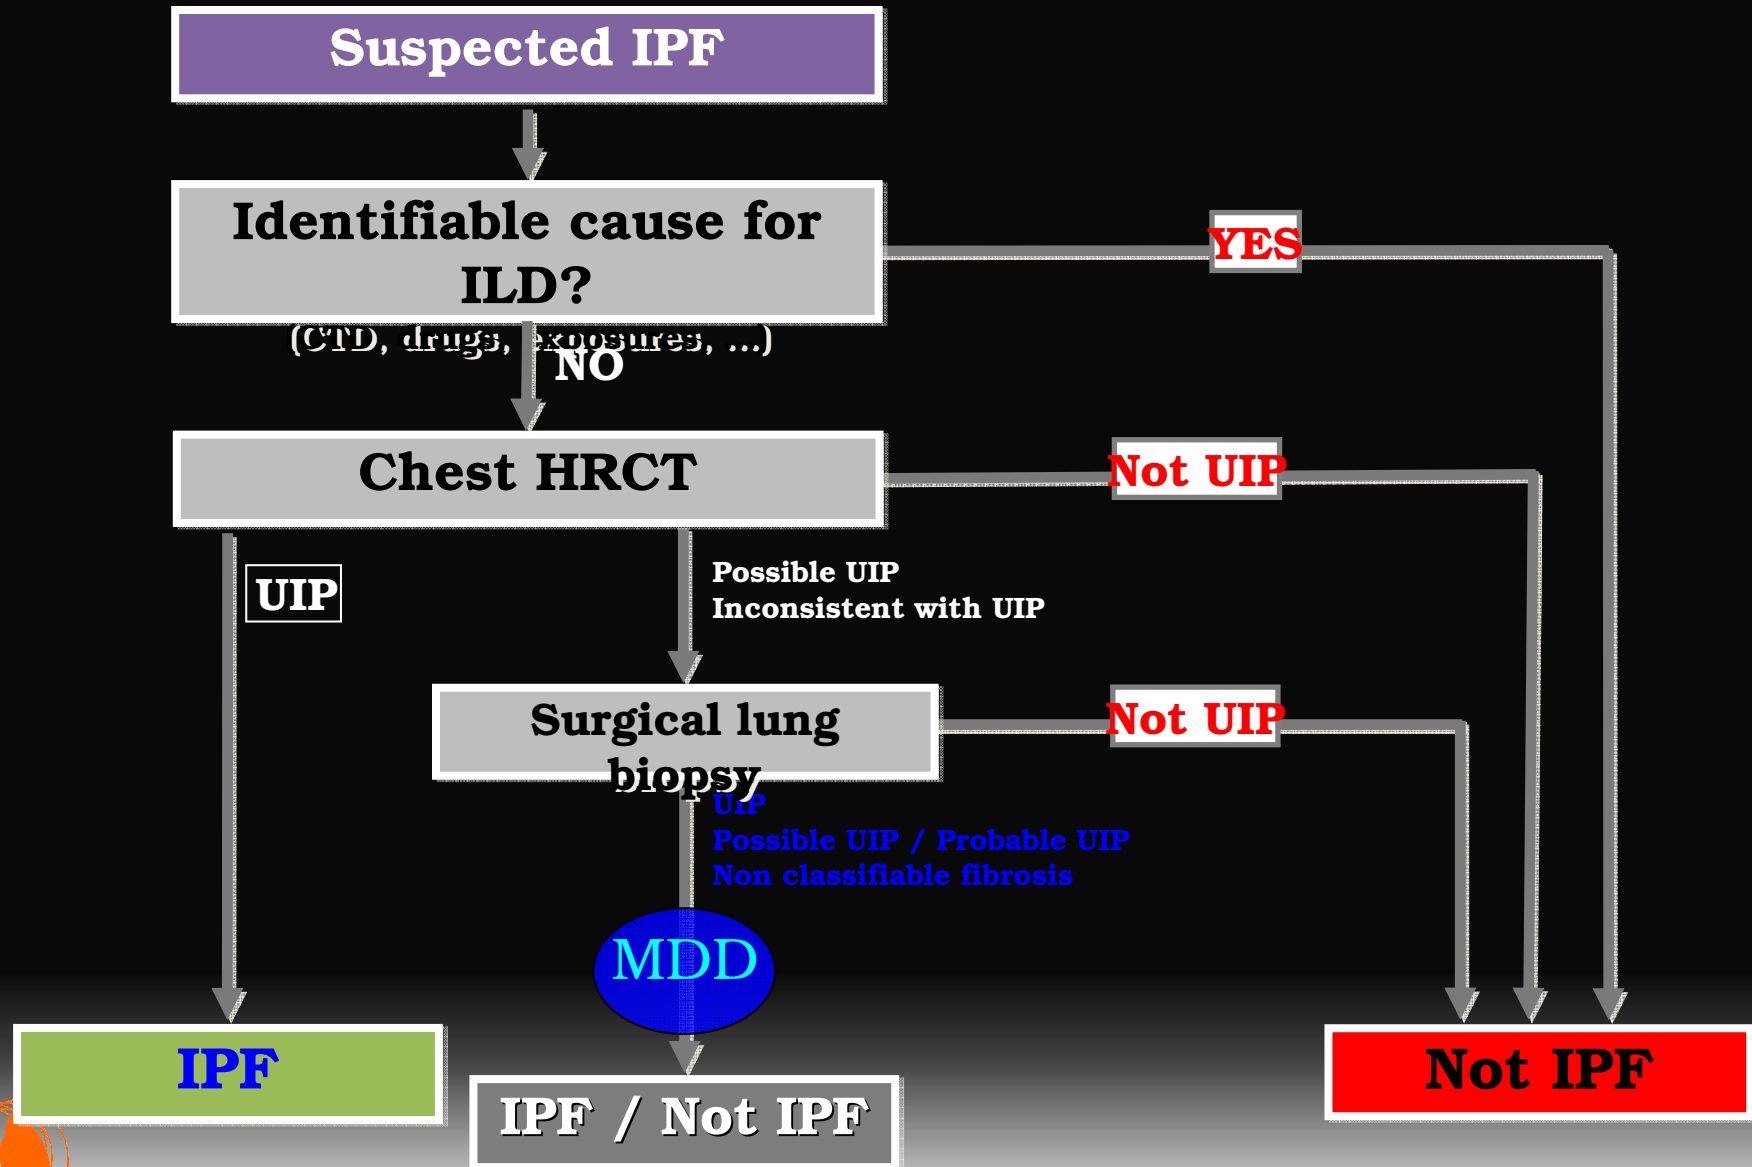 Suspected IPF
Identifiable cause for
ILD?
(CTD, drugs, exposures, ...)
YES
NO
Chest HRCT
Not UIP
UIP
Possible UIP
Inconsistent with UIP
Surgical lung
biopsy
Not UIP
UIP
Possible UIP / Probable UIP
Non classifiable fibrosis
MDD
IPF
IPF / Not IPF
Not IPF